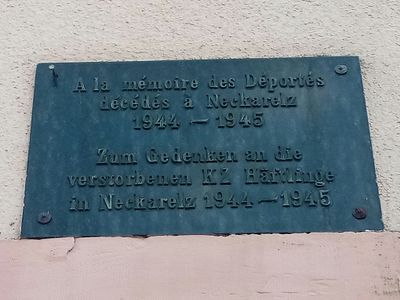 A la mémoire des Déportés
décédés à Neckarelz
1944 — 1945
Zum Gedenken an die
verstorbenen KZ Häftlinge
in Neckarelz 1944 — 1945